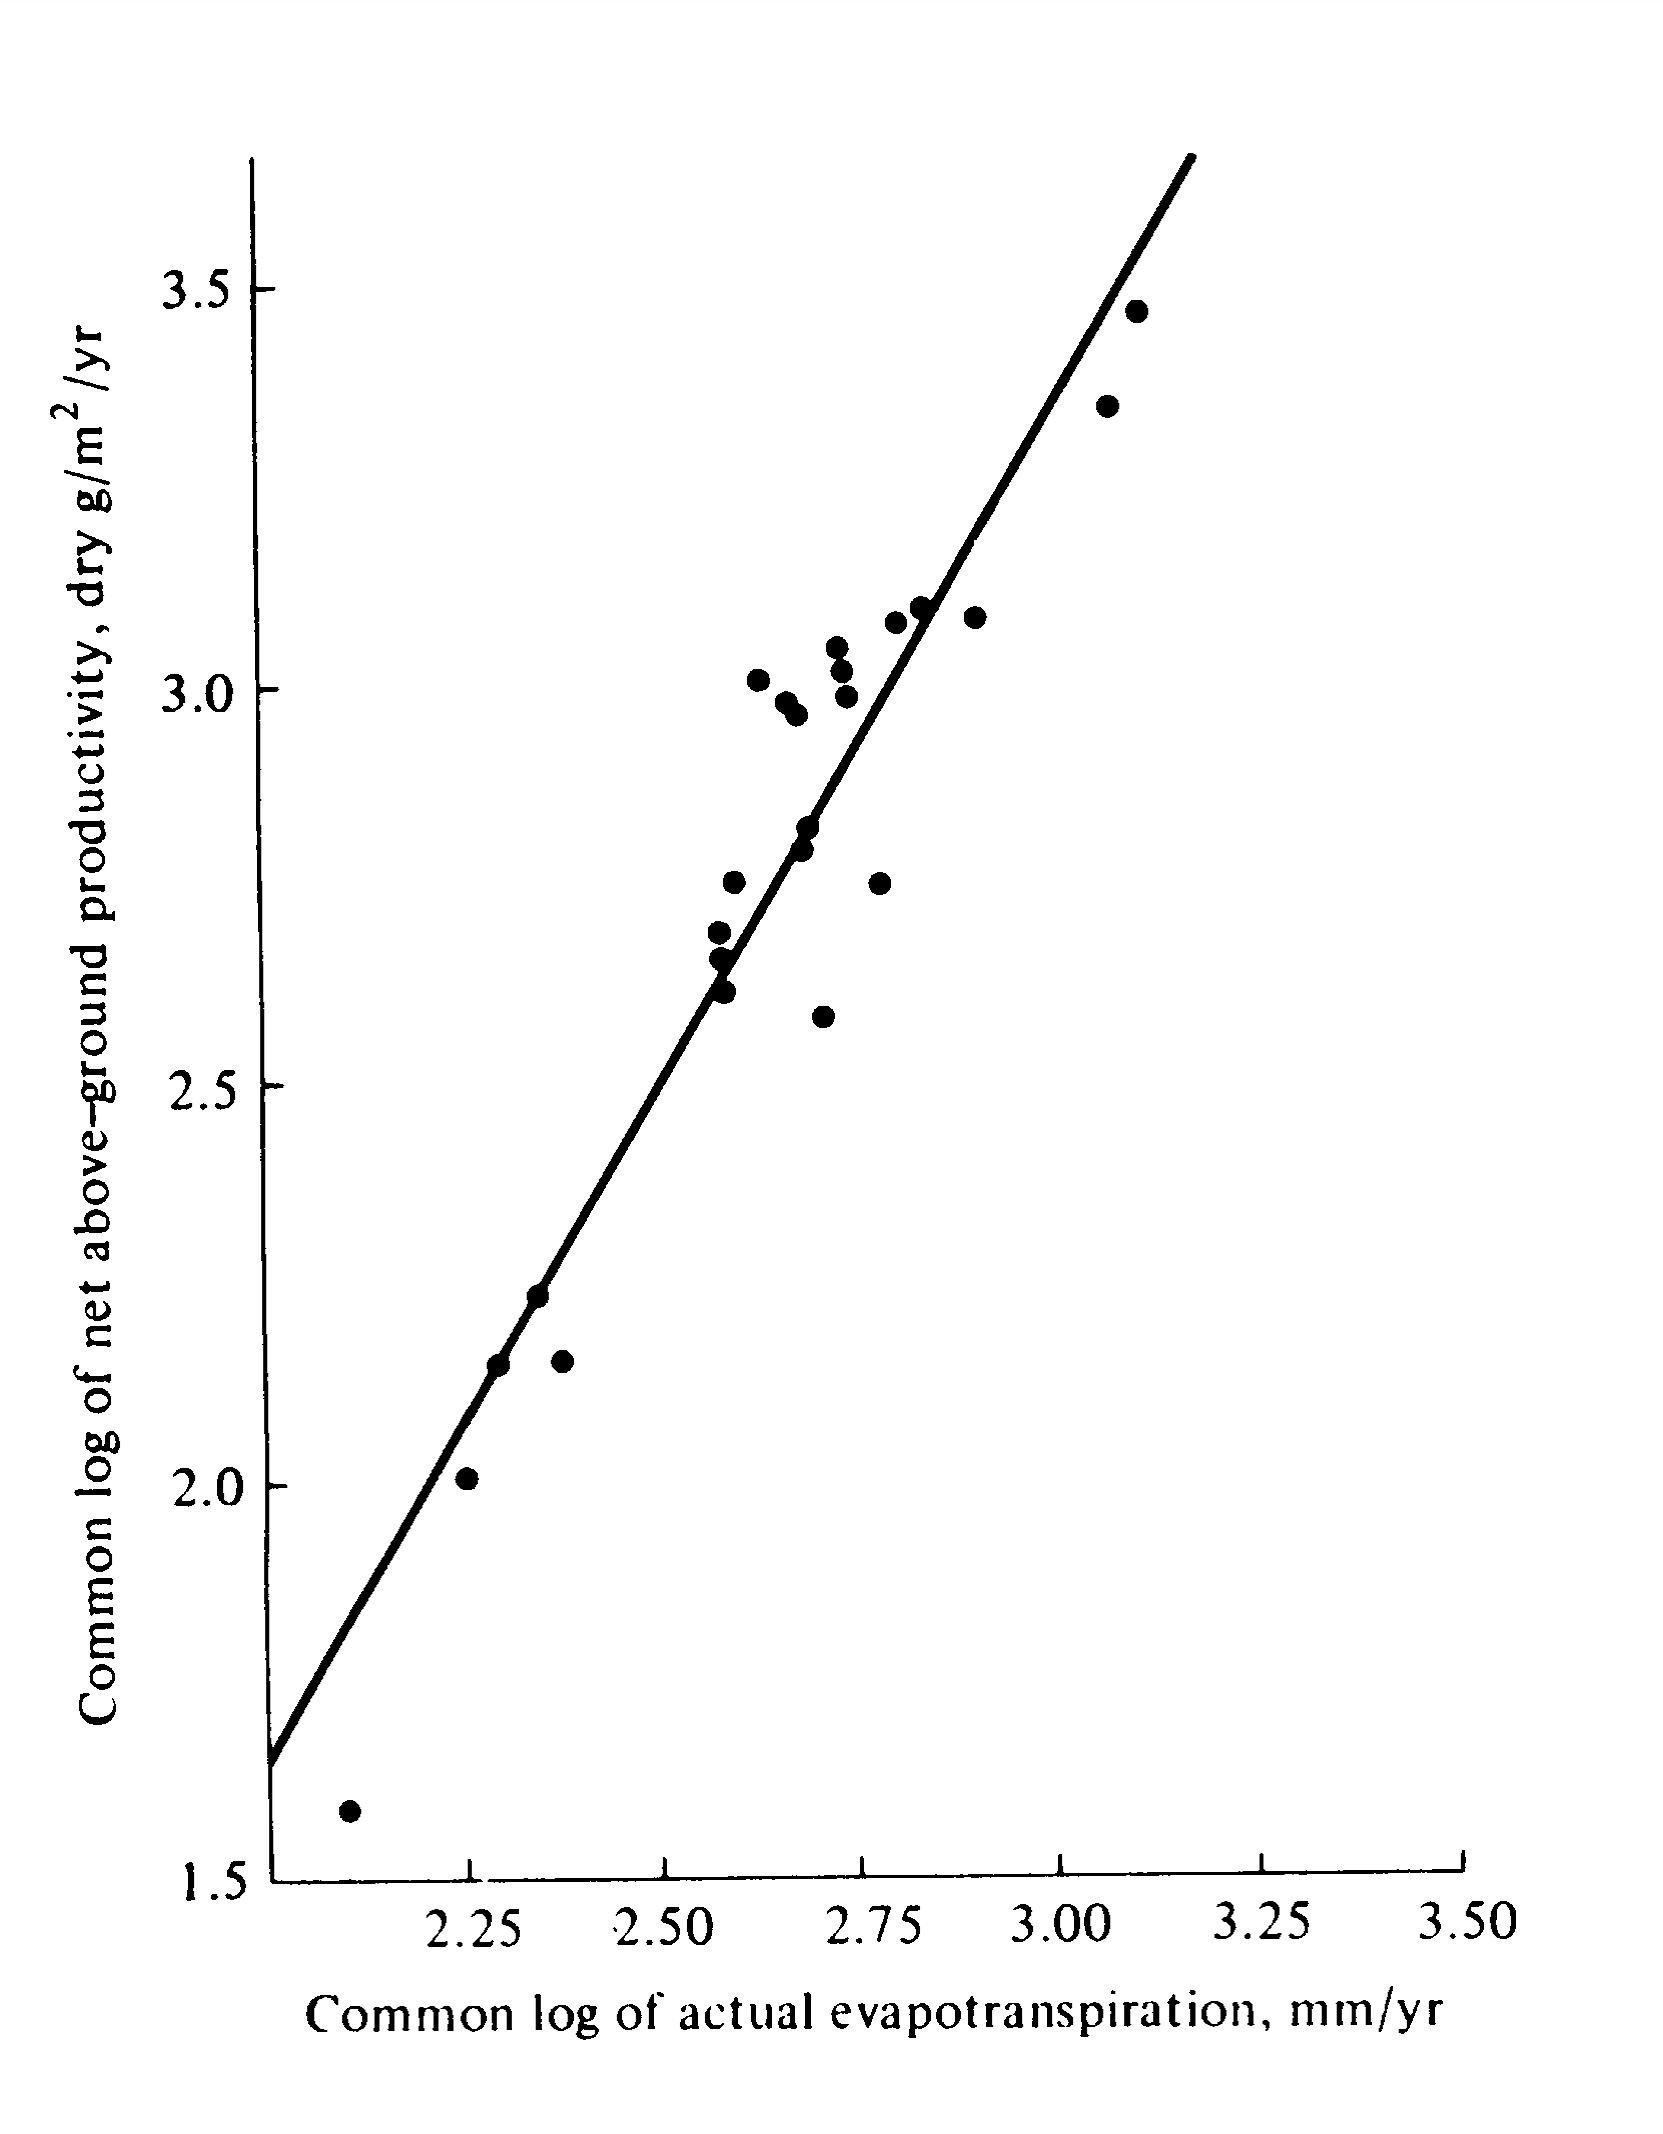 Common log of net above-ground productivity, dry g/m²/yr
3.5
3.0
2.5
2.0
1.5
2.25 2.50 2.75 3.00 3.25 3.50
Common log of actual evapotranspiration, mm/yr